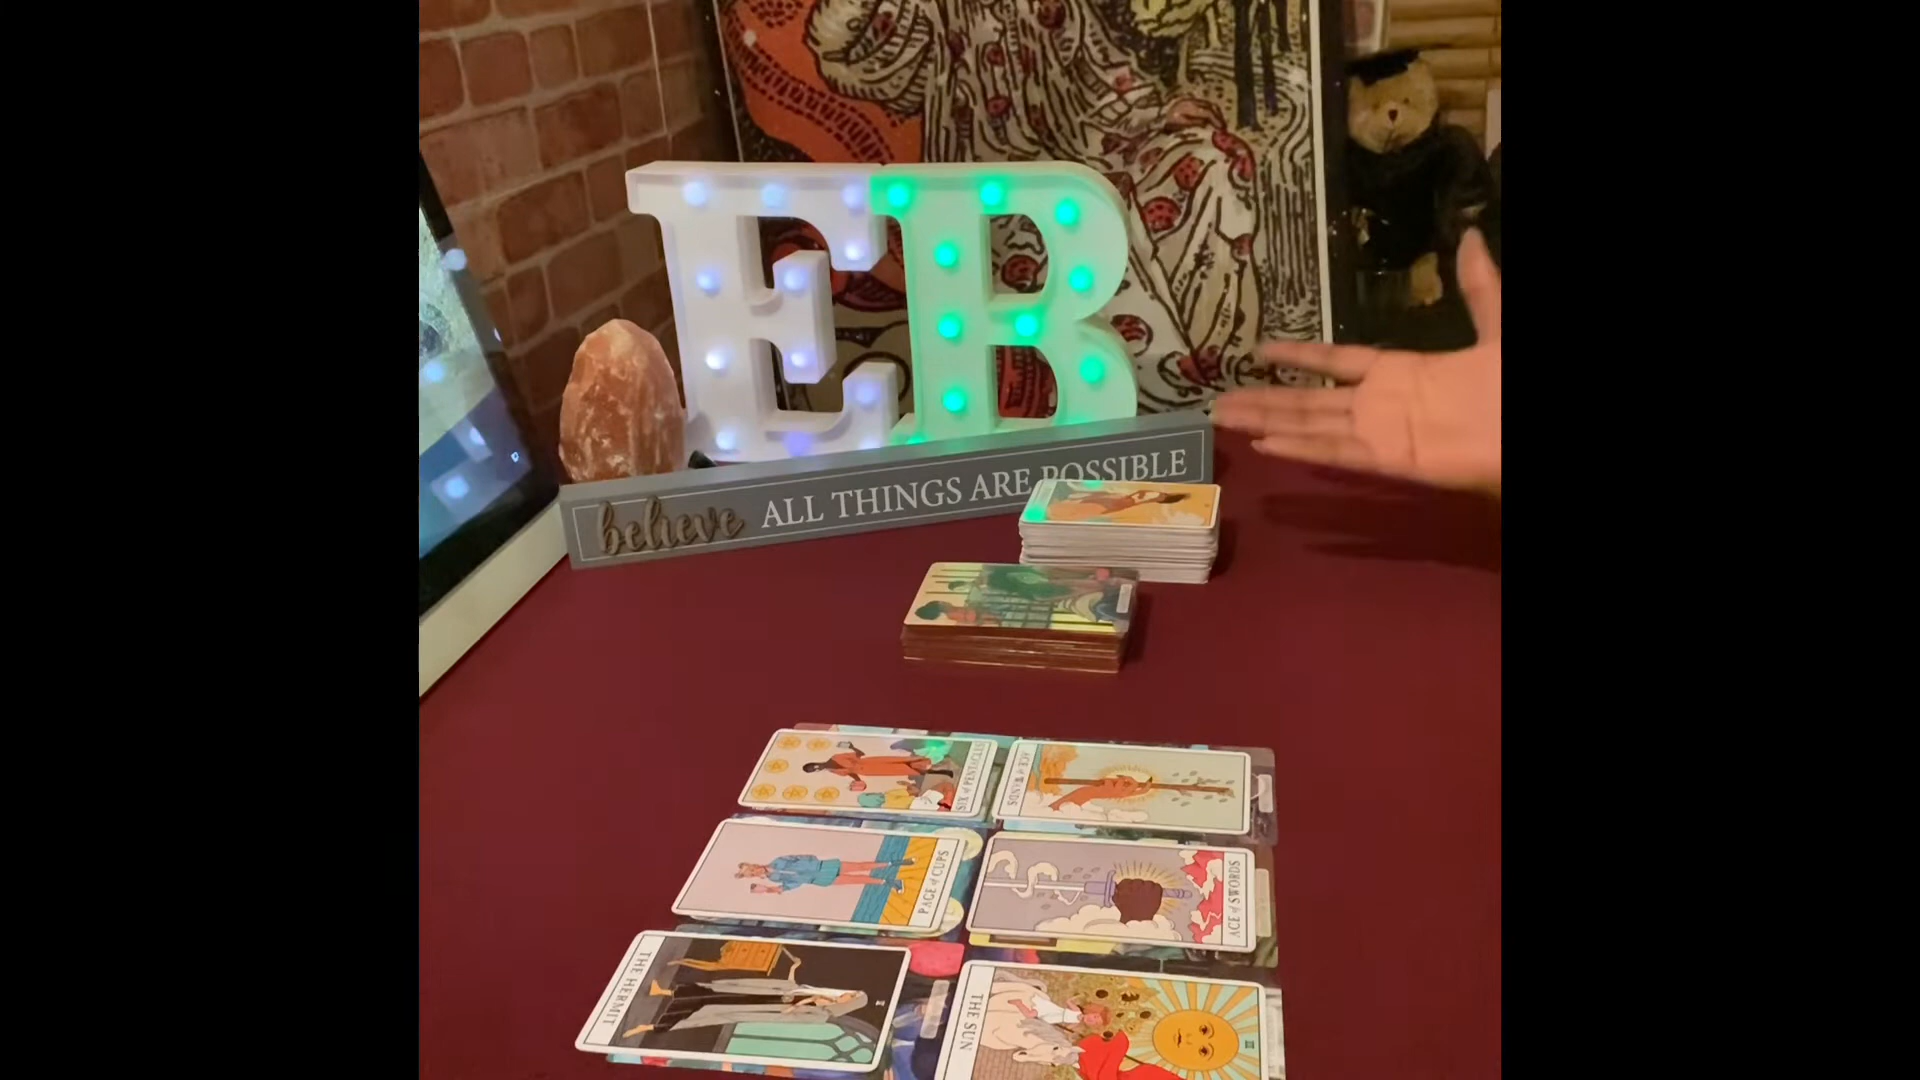 EB
believe ALL THINGS ARE POSSIBLE
SIX of PENTACLES
ACE of WANDS
PAGE of CUPS
ACE of SWORDS
THE HERMIT
THE SUN